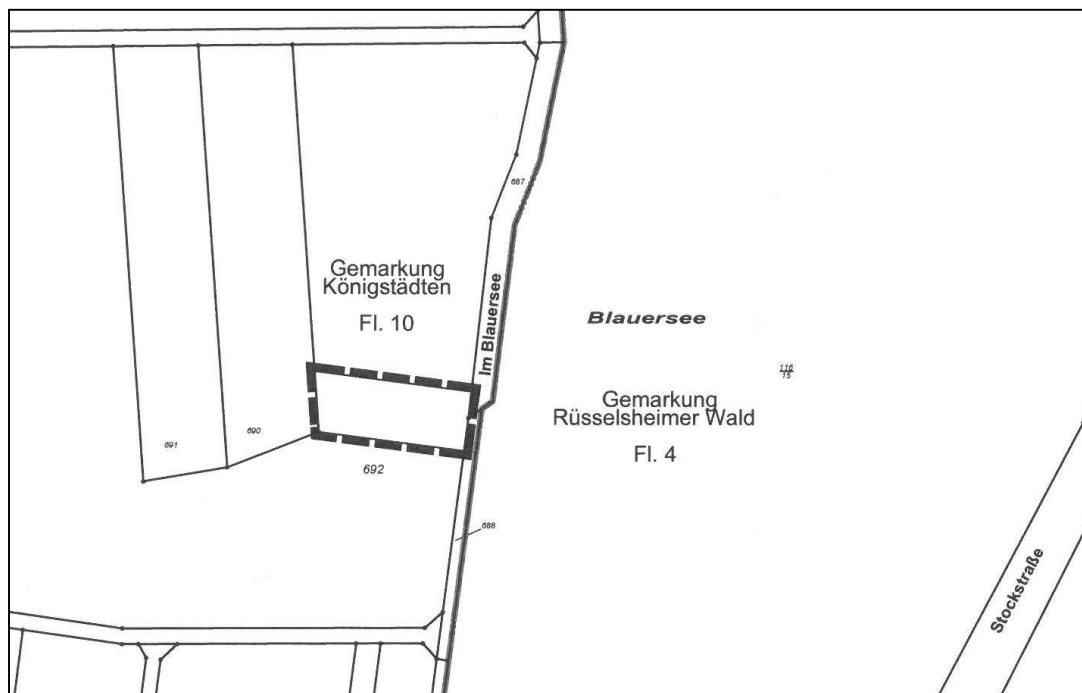 687
Gemarkung
Königstädten
Fl. 10
Im Blauersee
Blauersee
116
15
Gemarkung
Rüsselsheimer Wald
Fl. 4
691
690
692
688
Stockstraße